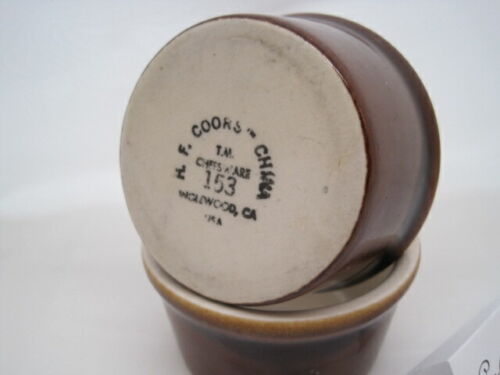 H. F. COORS - CHINA
T.M.
CHEFSWARE
153
INGLEWOOD, CA
USA